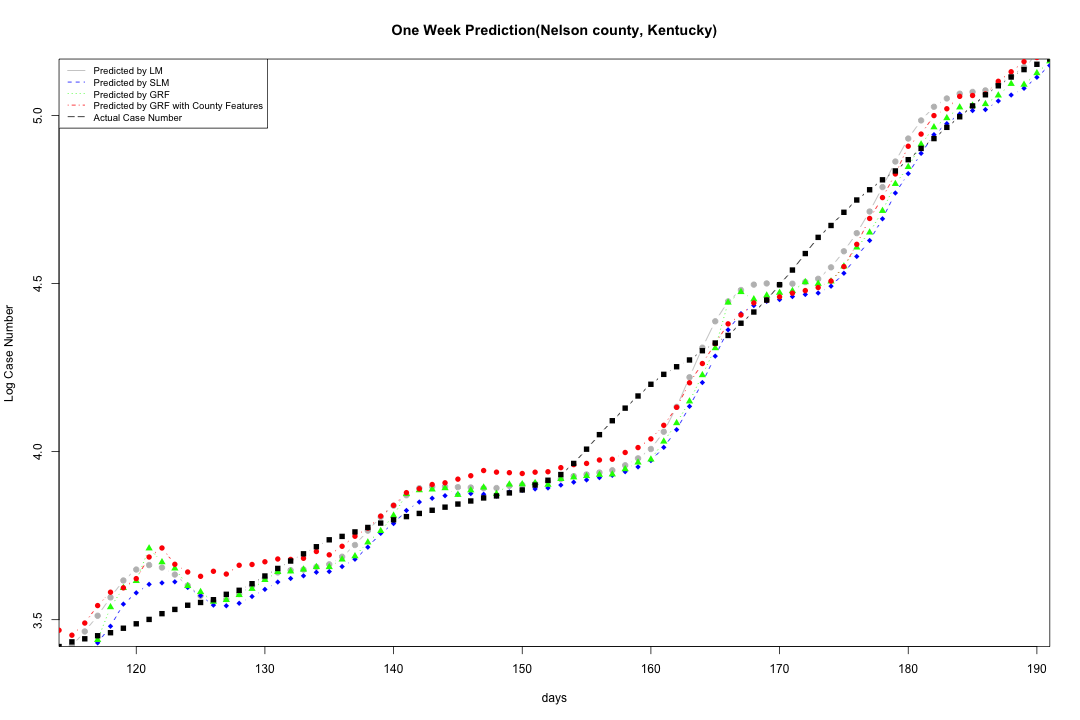 One Week Prediction(Nelson county, Kentucky)
Predicted by LM
Predicted by SLM
Predicted by GRF
Predicted by GRF with County Features
Actual Case Number
5.0
4.5
4.0
3.5
Log Case Number
120 130 140 150 160 170 180 190
days